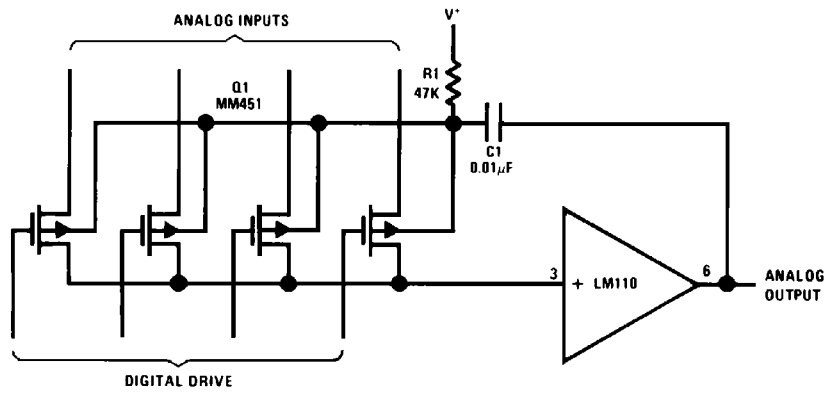 ANALOG INPUTS
V+
R1
47K
Q1
MM451
C1
0.01μF
3
+ LM110
6
ANALOG
OUTPUT
DIGITAL DRIVE